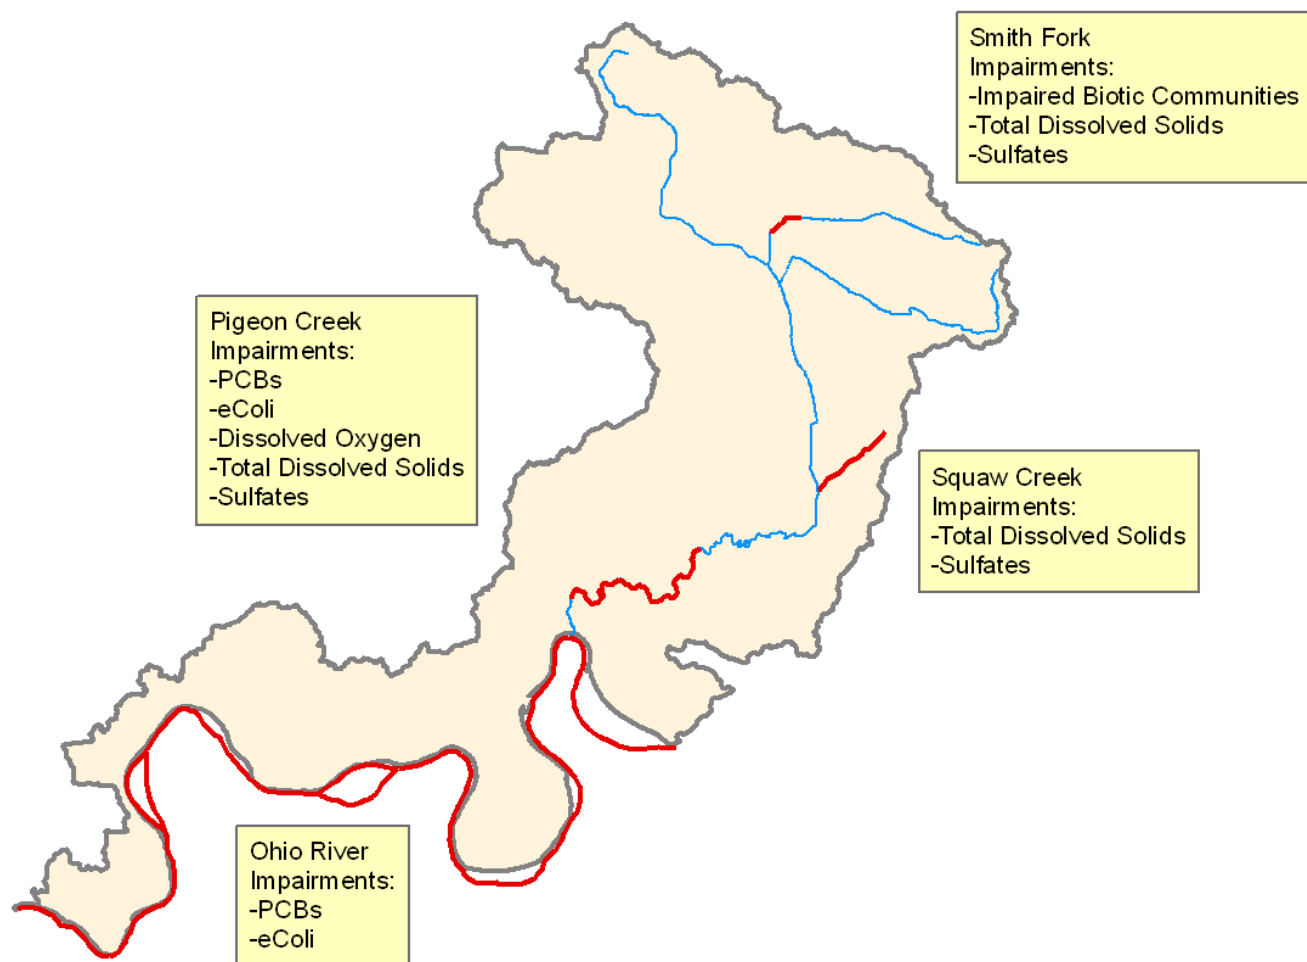 Smith Fork
Impairments:
-Impaired Biotic Communities
-Total Dissolved Solids
-Sulfates
Pigeon Creek
Impairments:
-PCBs
-eColi
-Dissolved Oxygen
-Total Dissolved Solids
-Sulfates
Squaw Creek
Impairments:
-Total Dissolved Solids
-Sulfates
Ohio River
Impairments:
-PCBs
-eColi